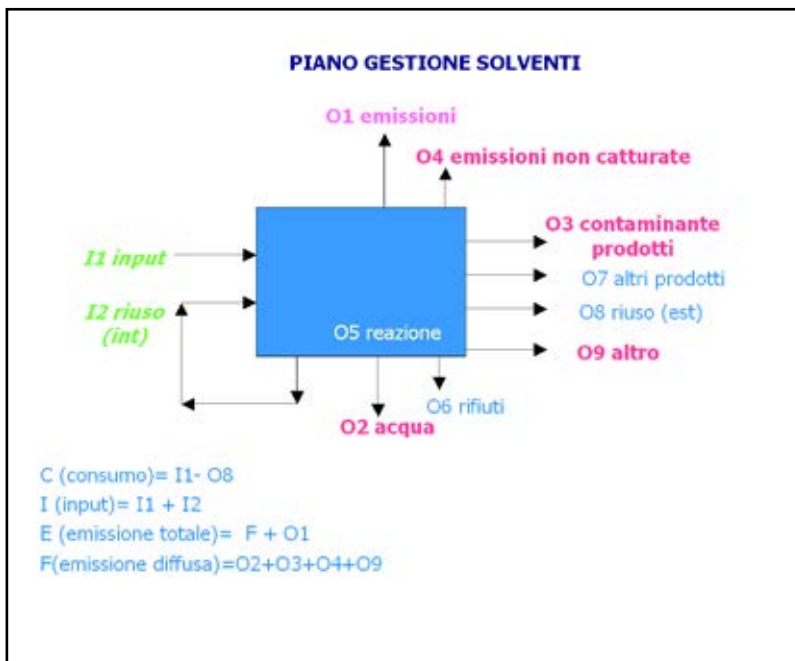 PIANO GESTIONE SOLVENTI
O1 emissioni
O4 emissioni non catturate
O3 contaminante
prodotti
I1 input
O7 altri prodotti
I2 riuso
(int)
O8 riuso (est)
O5 reazione
O9 altro
O6 rifiuti
O2 acqua
C (consumo)= I1- O8
I (input)= I1 + I2
E (emissione totale)= F + O1
F(emissione diffusa)=O2+O3+O4+O9